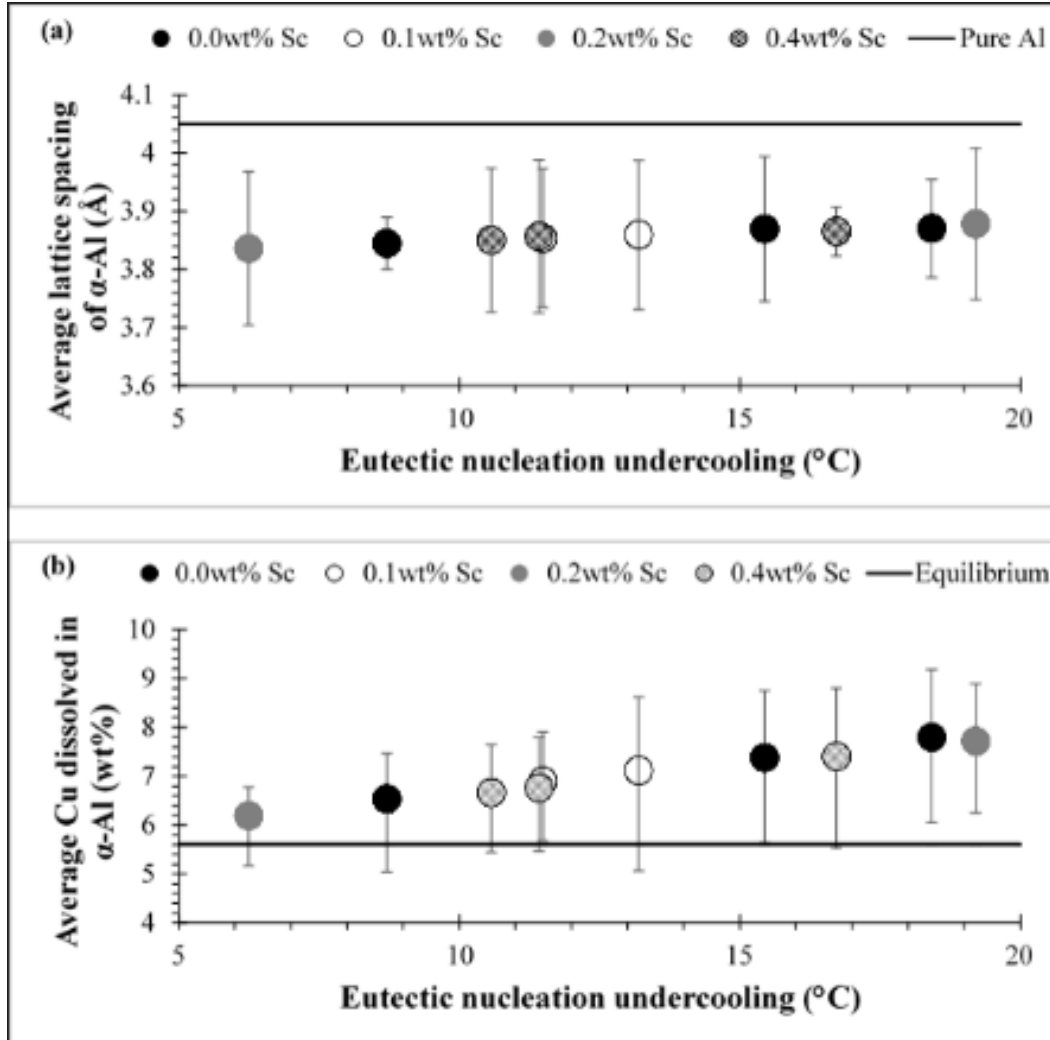 (a)
0.0wt% Sc 0.1wt% Sc 0.2wt% Sc 0.4wt% Sc Pure Al
Average lattice spacing
of α-Al (Å)
4.1
4
3.9
3.8
3.7
3.6
5 10 15 20
Eutectic nucleation undercooling (°C)
(b)
0.0wt% Sc 0.1wt% Sc 0.2wt% Sc 0.4wt% Sc Equilibrium
Average Cu dissolved in
α-Al (wt%)
10
9
8
7
6
5
4
5 10 15 20
Eutectic nucleation undercooling (°C)